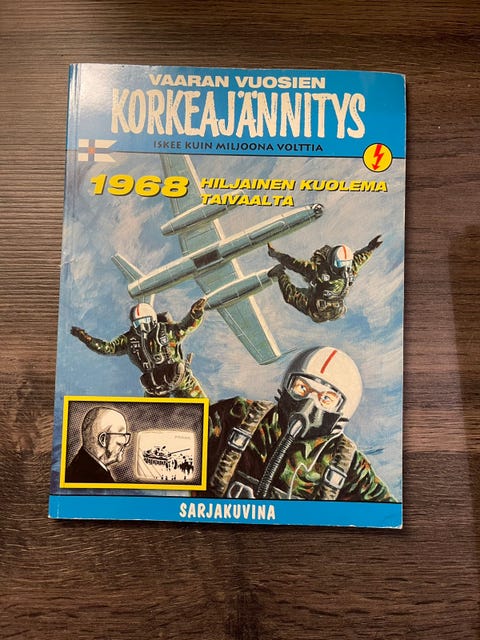 VAARAN VUOSIEN
KORKEAJÄNNITYS
ISKEE KUIN MILJOONA VOLTTIA
1968 HILJAINEN KUOLEMA
TAIVAALTA
SARJAKUVINA